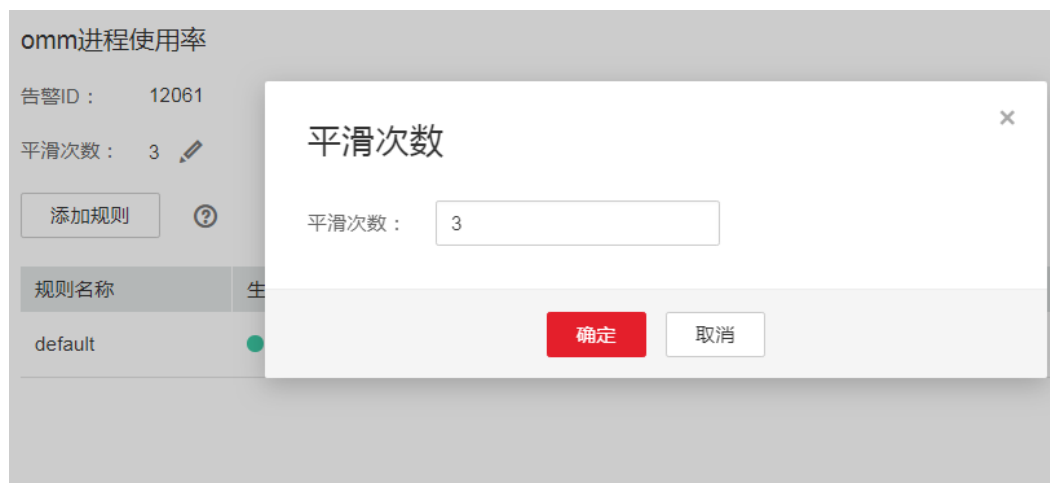 omm进程使用率
告警ID： 12061
平滑次数： 3
添加规则
规则名称 生
default
平滑次数
平滑次数： 3
确定 取消